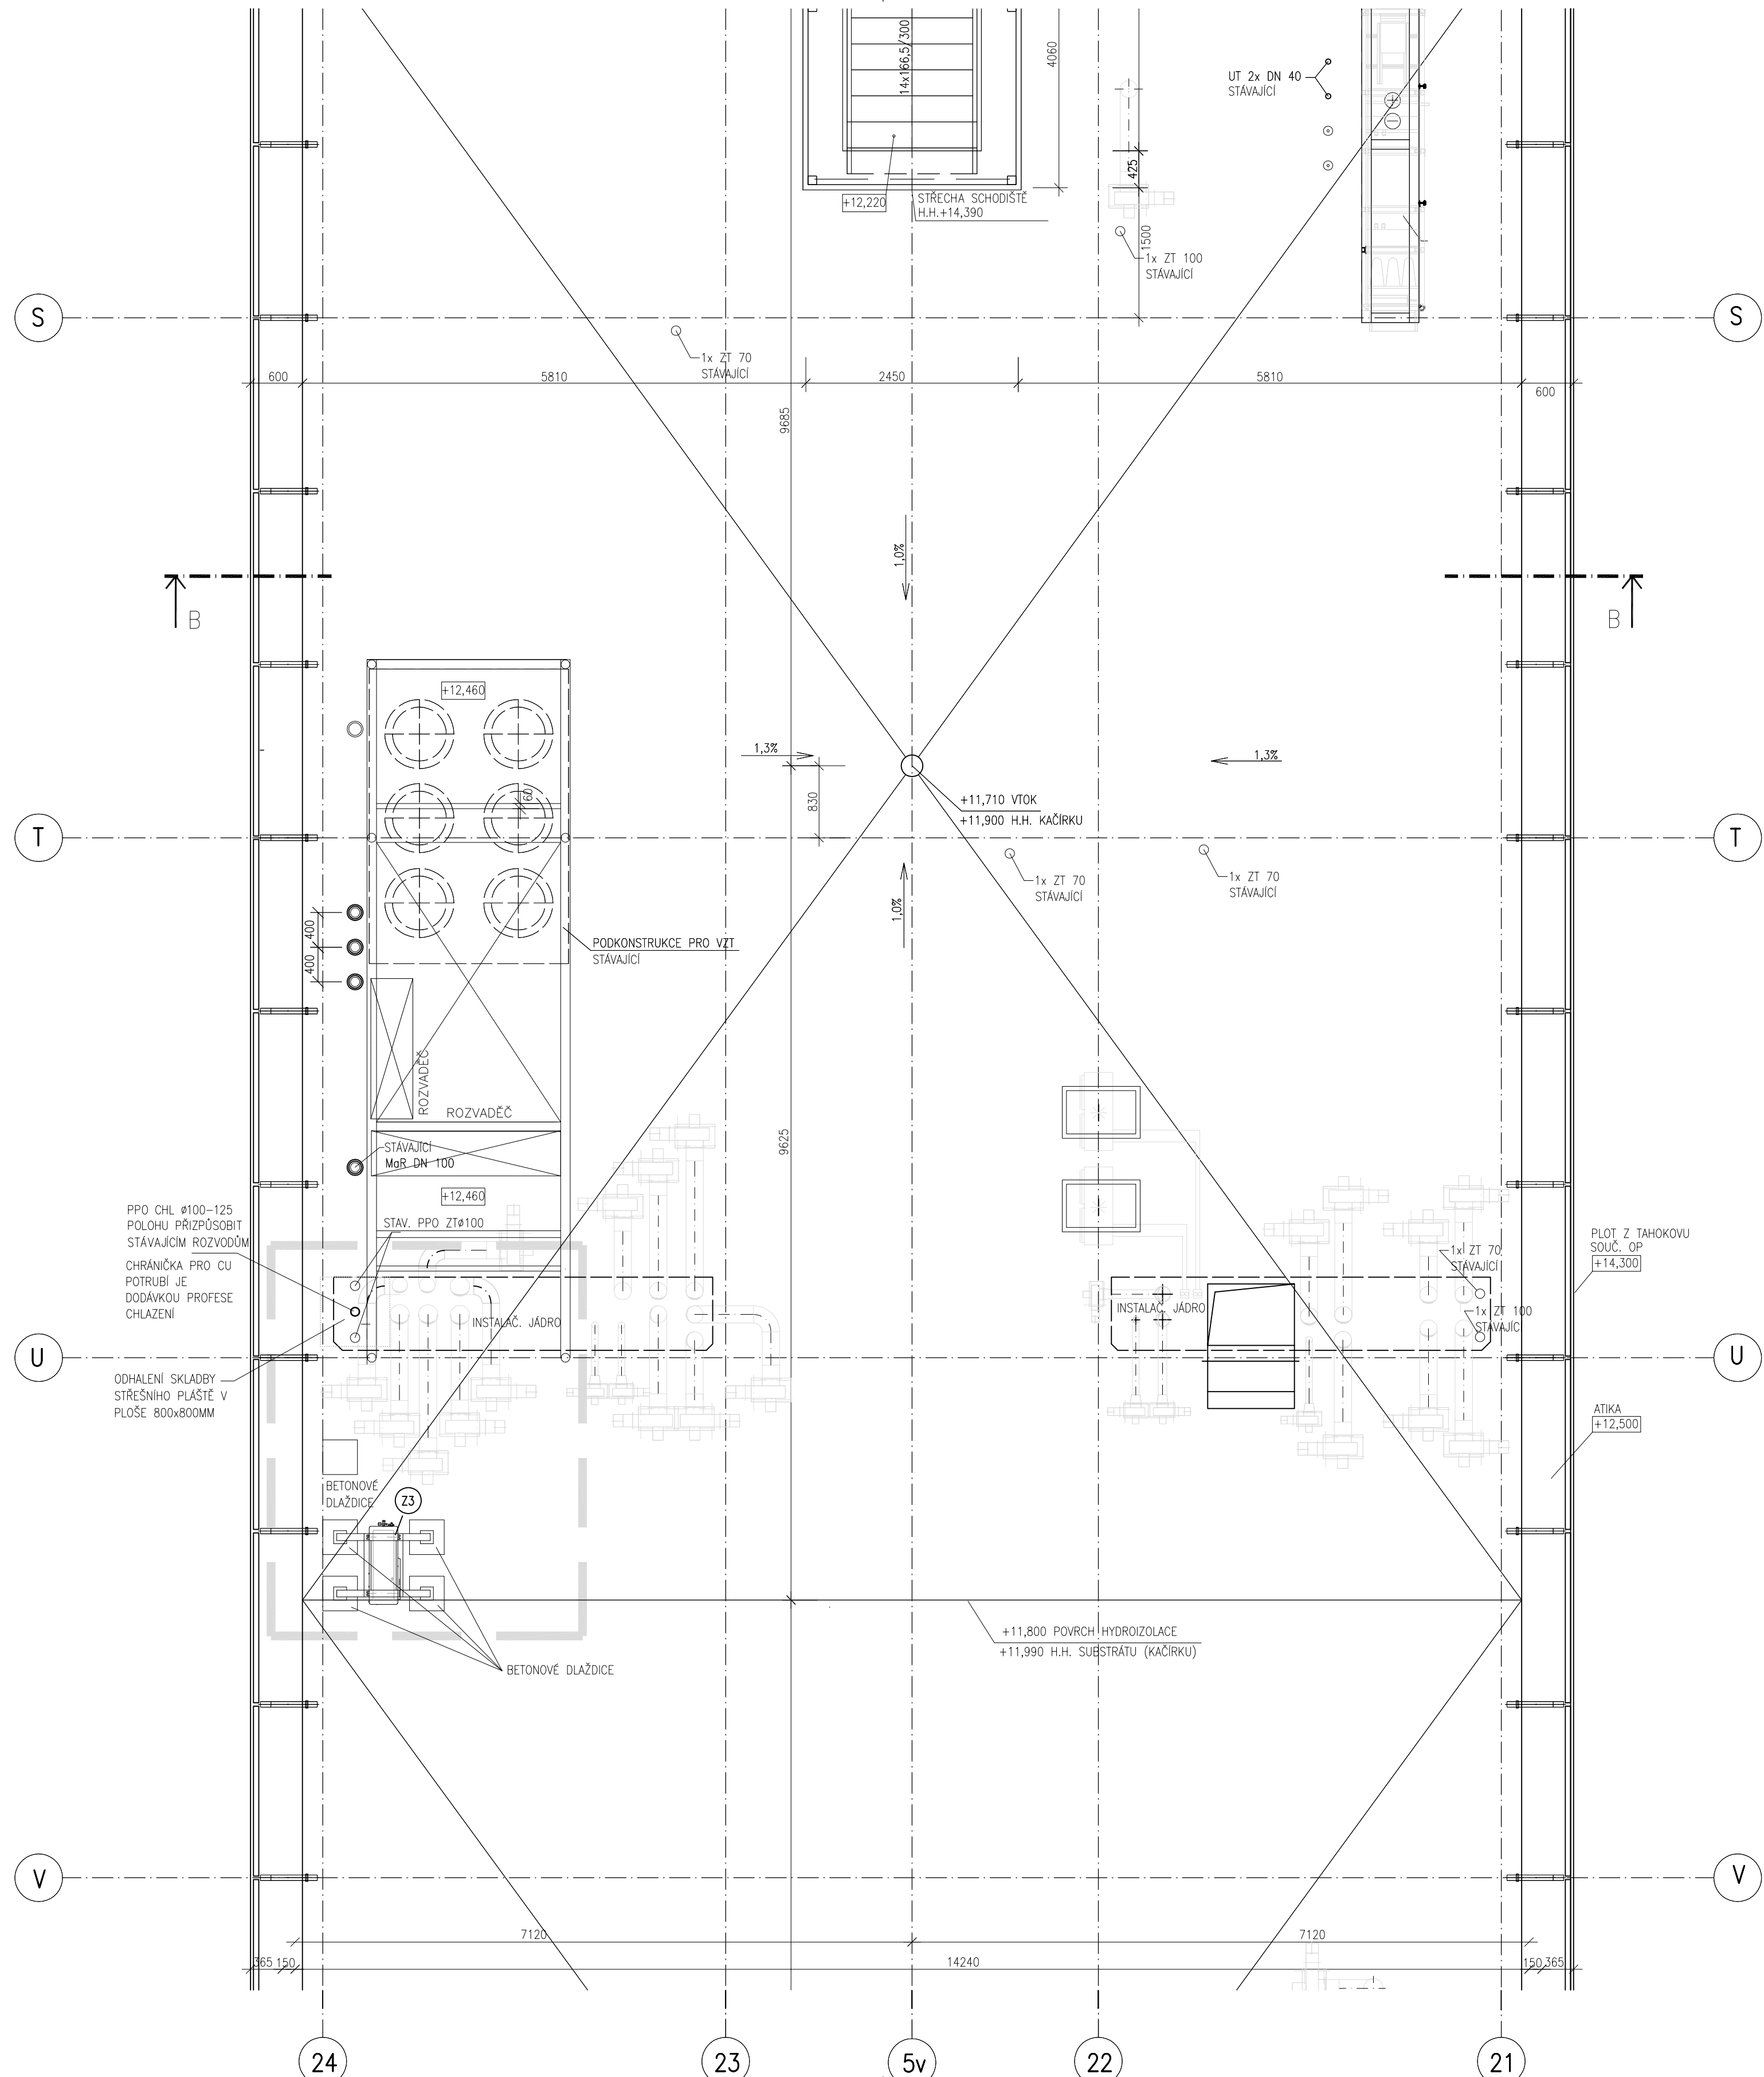 14x166,5/300
4060
UT 2x DN 40
STÁVAJÍCÍ
+
−
425
+12,220
STŘECHA SCHODIŠTĚ
H.H.+14,390
1500
1x ZT 100
STÁVAJÍCÍ
S
S
1x ZT 70
STÁVAJÍCÍ
600
5810
2450
5810
600
9685
1,0%
B
B
+12,460
1,3%
1,3%
60
830
+11,710 VTOK
+11,900 H.H. KAČÍRKU
T
T
1x ZT 70
STÁVAJÍCÍ
1x ZT 70
STÁVAJÍCÍ
1,0%
400
400
PODKONSTRUKCE PRO VZT
STÁVAJÍCÍ
ROZVADĚČ
ROZVADĚČ
9625
STÁVAJÍCÍ
MaR DN 100
+12,460
STAV. PPO ZTø100
PPO CHL ø100-125
POLOHU PŘIZPŮSOBIT
STÁVAJÍCÍM ROZVODŮM
CHRÁNIČKA PRO CU
POTRUBÍ JE
DODÁVKOU PROFESE
CHLAZENÍ
PLOT Z TAHOKOVU
SOUČ. OP
+14,300
1x ZT 70
STÁVAJÍCÍ
INSTALAČ. JÁDRO
INSTALAČ. JÁDRO
1x ZT 100
STÁVAJÍC
U
U
ODHALENÍ SKLADBY
STŘEŠNÍHO PLÁŠTĚ V
PLOŠE 800x800MM
ATIKA
+12,500
BETONOVÉ
DLAŽDICE
Z3
+11,800 POVRCH HYDROIZOLACE
+11,990 H.H. SUBSTRÁTU (KAČÍRKU)
BETONOVÉ DLAŽDICE
V
V
7120
7120
365
150
14240
150
365
24
23
5v
22
21